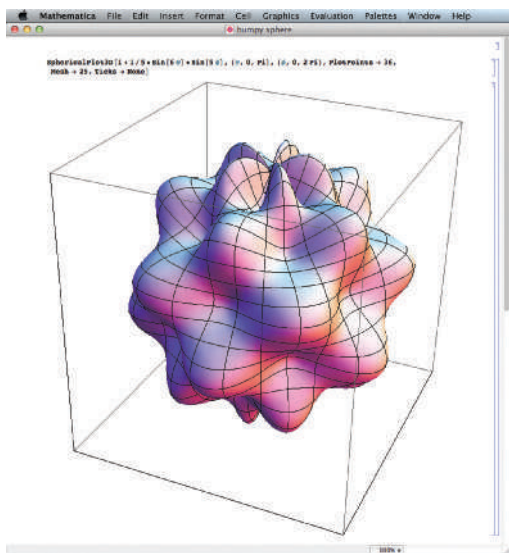 Mathematica File Edit Insert Format Cell Graphics Evaluation Palettes Window Help
bumpy sphere
SphericalPlot3D[1 + 1/5 * Sin[5 θ] * Sin[5 φ], {θ, 0, Pi}, {φ, 0, 2 Pi}, PlotPoints → 36,
Mesh → 25, Ticks → None]
100%